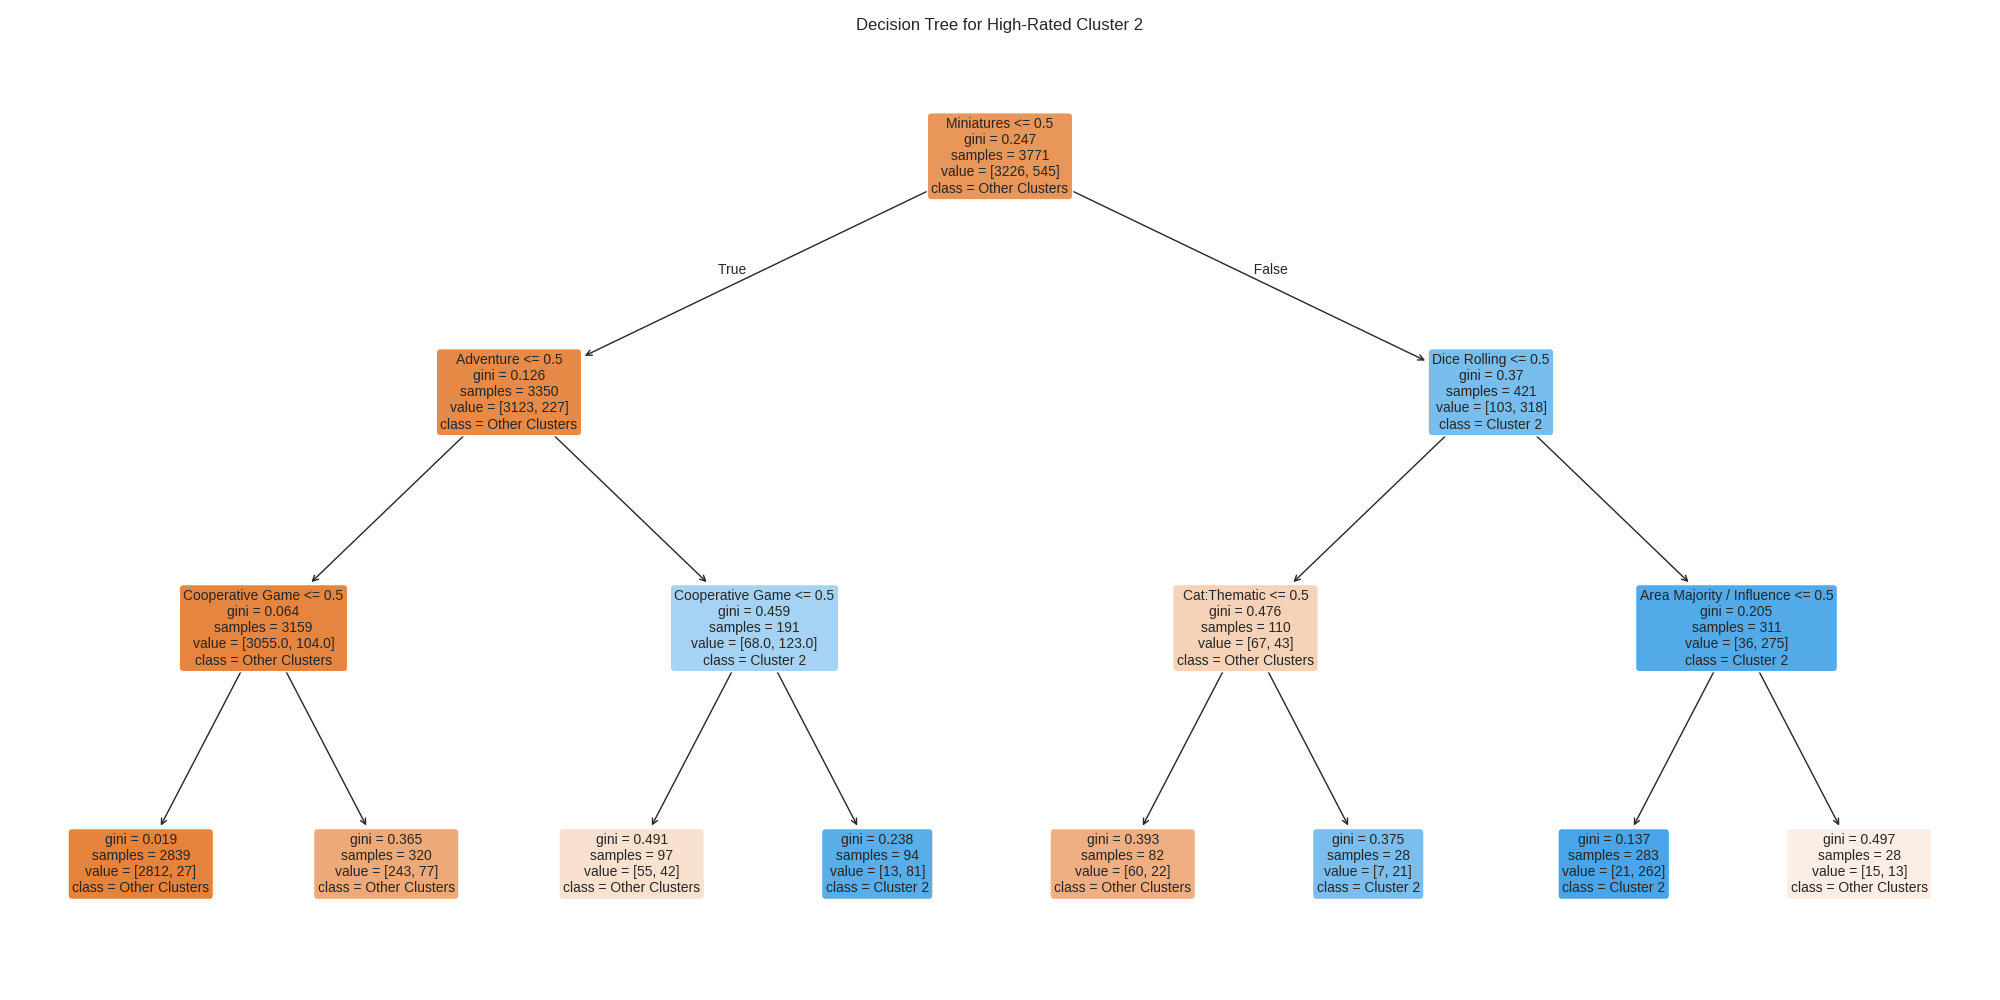 Decision Tree for High-Rated Cluster 2
Miniatures <= 0.5
gini = 0.247
samples = 3771
value = [3226, 545]
class = Other Clusters
True
False
Adventure <= 0.5
gini = 0.126
samples = 3350
value = [3123, 227]
class = Other Clusters
Dice Rolling <= 0.5
gini = 0.37
samples = 421
value = [103, 318]
class = Cluster 2
Cooperative Game <= 0.5
gini = 0.064
samples = 3159
value = [3055.0, 104.0]
class = Other Clusters
Cooperative Game <= 0.5
gini = 0.459
samples = 191
value = [68.0, 123.0]
class = Cluster 2
Cat:Thematic <= 0.5
gini = 0.476
samples = 110
value = [67, 43]
class = Other Clusters
Area Majority / Influence <= 0.5
gini = 0.205
samples = 311
value = [36, 275]
class = Cluster 2
gini = 0.019
samples = 2839
value = [2812, 27]
class = Other Clusters
gini = 0.365
samples = 320
value = [243, 77]
class = Other Clusters
gini = 0.491
samples = 97
value = [55, 42]
class = Other Clusters
gini = 0.238
samples = 94
value = [13, 81]
class = Cluster 2
gini = 0.393
samples = 82
value = [60, 22]
class = Other Clusters
gini = 0.375
samples = 28
value = [7, 21]
class = Cluster 2
gini = 0.137
samples = 283
value = [21, 262]
class = Cluster 2
gini = 0.497
samples = 28
value = [15, 13]
class = Other Clusters